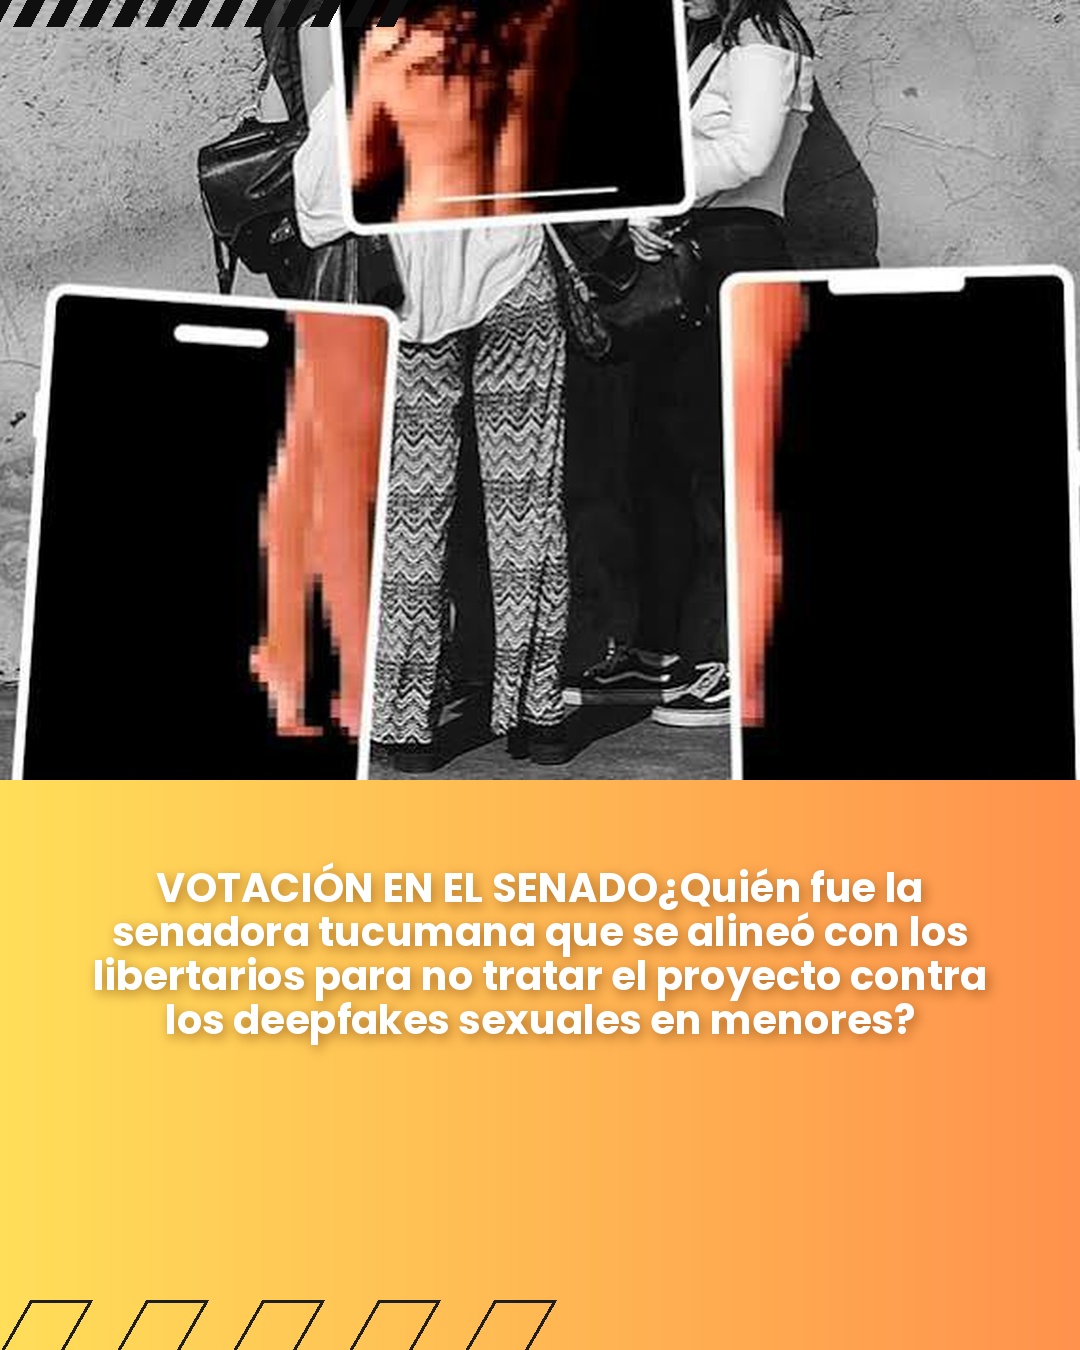 VOTACIÓN EN EL SENADO¿Quién fue la
senadora tucumana que se alineó con los
libertarios para no tratar el proyecto contra
los deepfakes sexuales en menores?